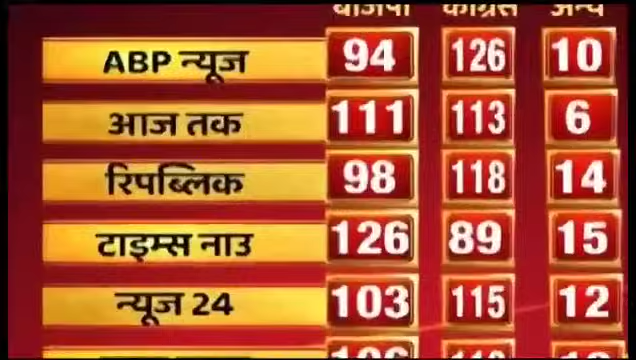 बीजेपी कांग्रेस अन्य
ABP न्यूज 94 126 10
आज तक 111 113 6
रिपब्लिक 98 118 14
टाइम्स नाउ 126 89 15
न्यूज 24 103 115 12